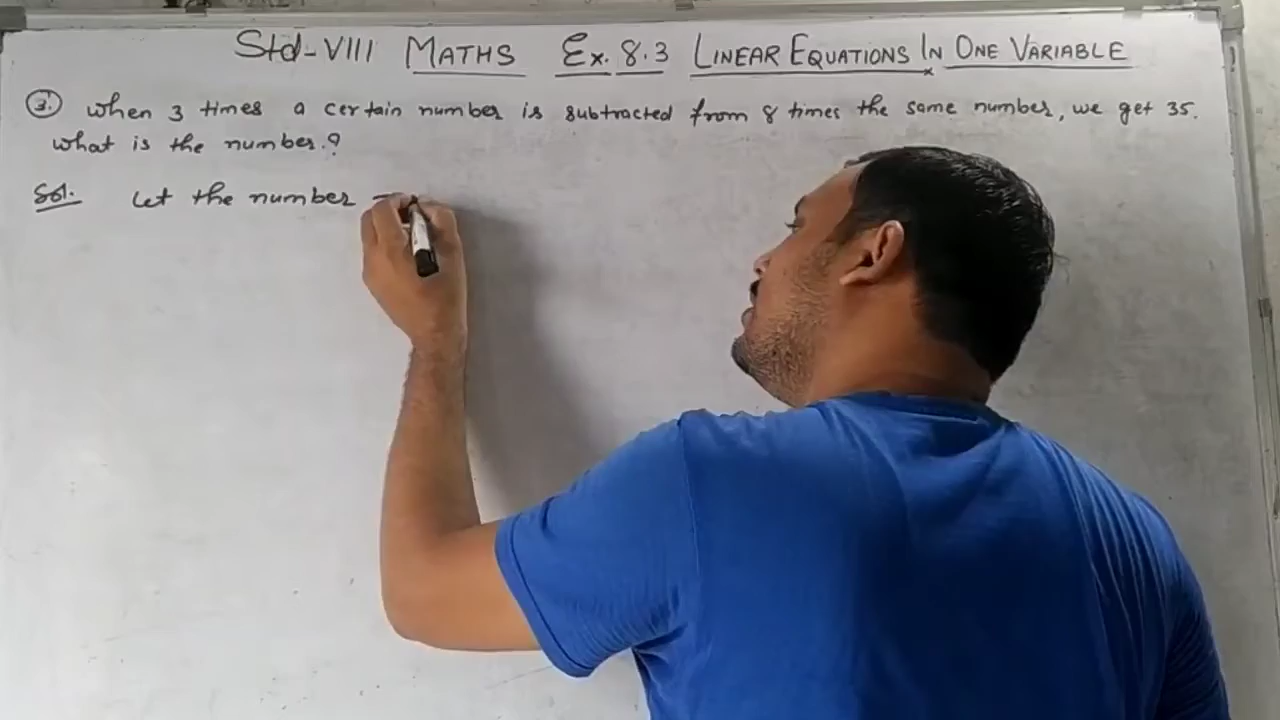 Std-VIII MATHS Ex. 8.3 LINEAR EQUATIONS IN ONE VARIABLE
3. when 3 times a certain number is subtracted from 8 times the same number, we get 35.
what is the number.?
Sol. Let the number